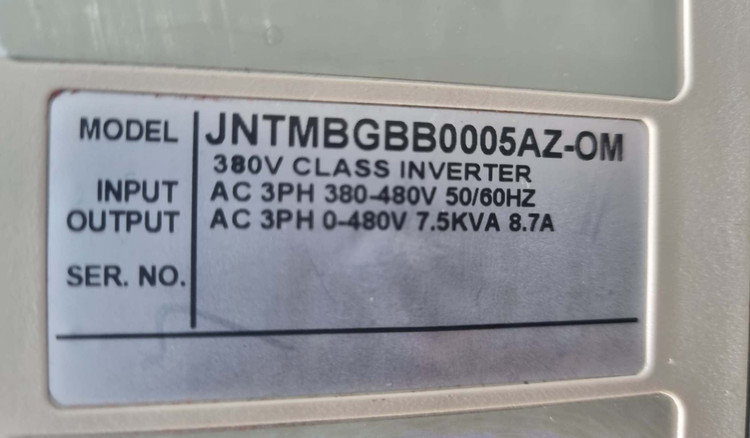 MODEL JNTMBGBB0005AZ-OM
380V CLASS INVERTER
INPUT AC 3PH 380-480V 50/60HZ
OUTPUT AC 3PH 0-480V 7.5KVA 8.7A
SER. NO.